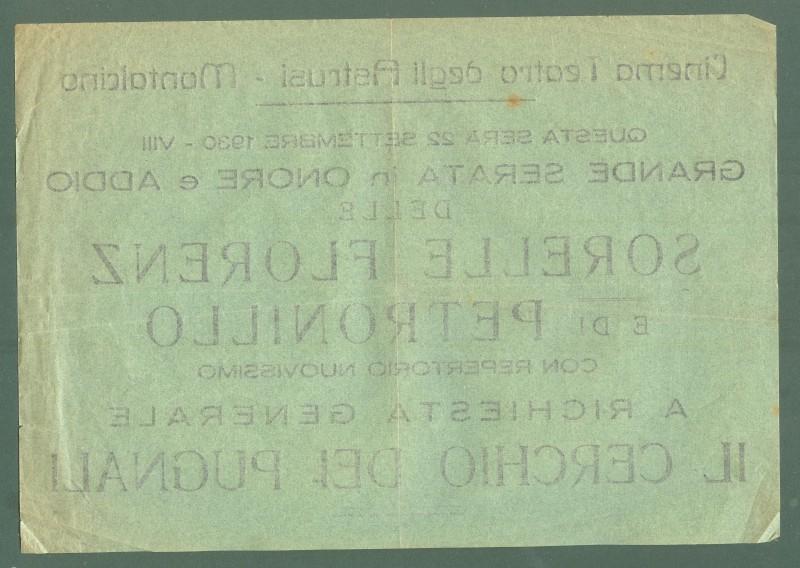 Cinema Teatro degli Astrusi - Montalcino
QUESTA SERA 22 SETTEMBRE 1930 - VIII
GRANDE SERATA in ONORE e ADDIO
DELLE
SORELLE FLORENZ
E DI PETRONILLO
CON REPERTORIO NUOVISSIMO
A RICHIESTA GENERALE
IL CERCHIO DEI PUGNALI